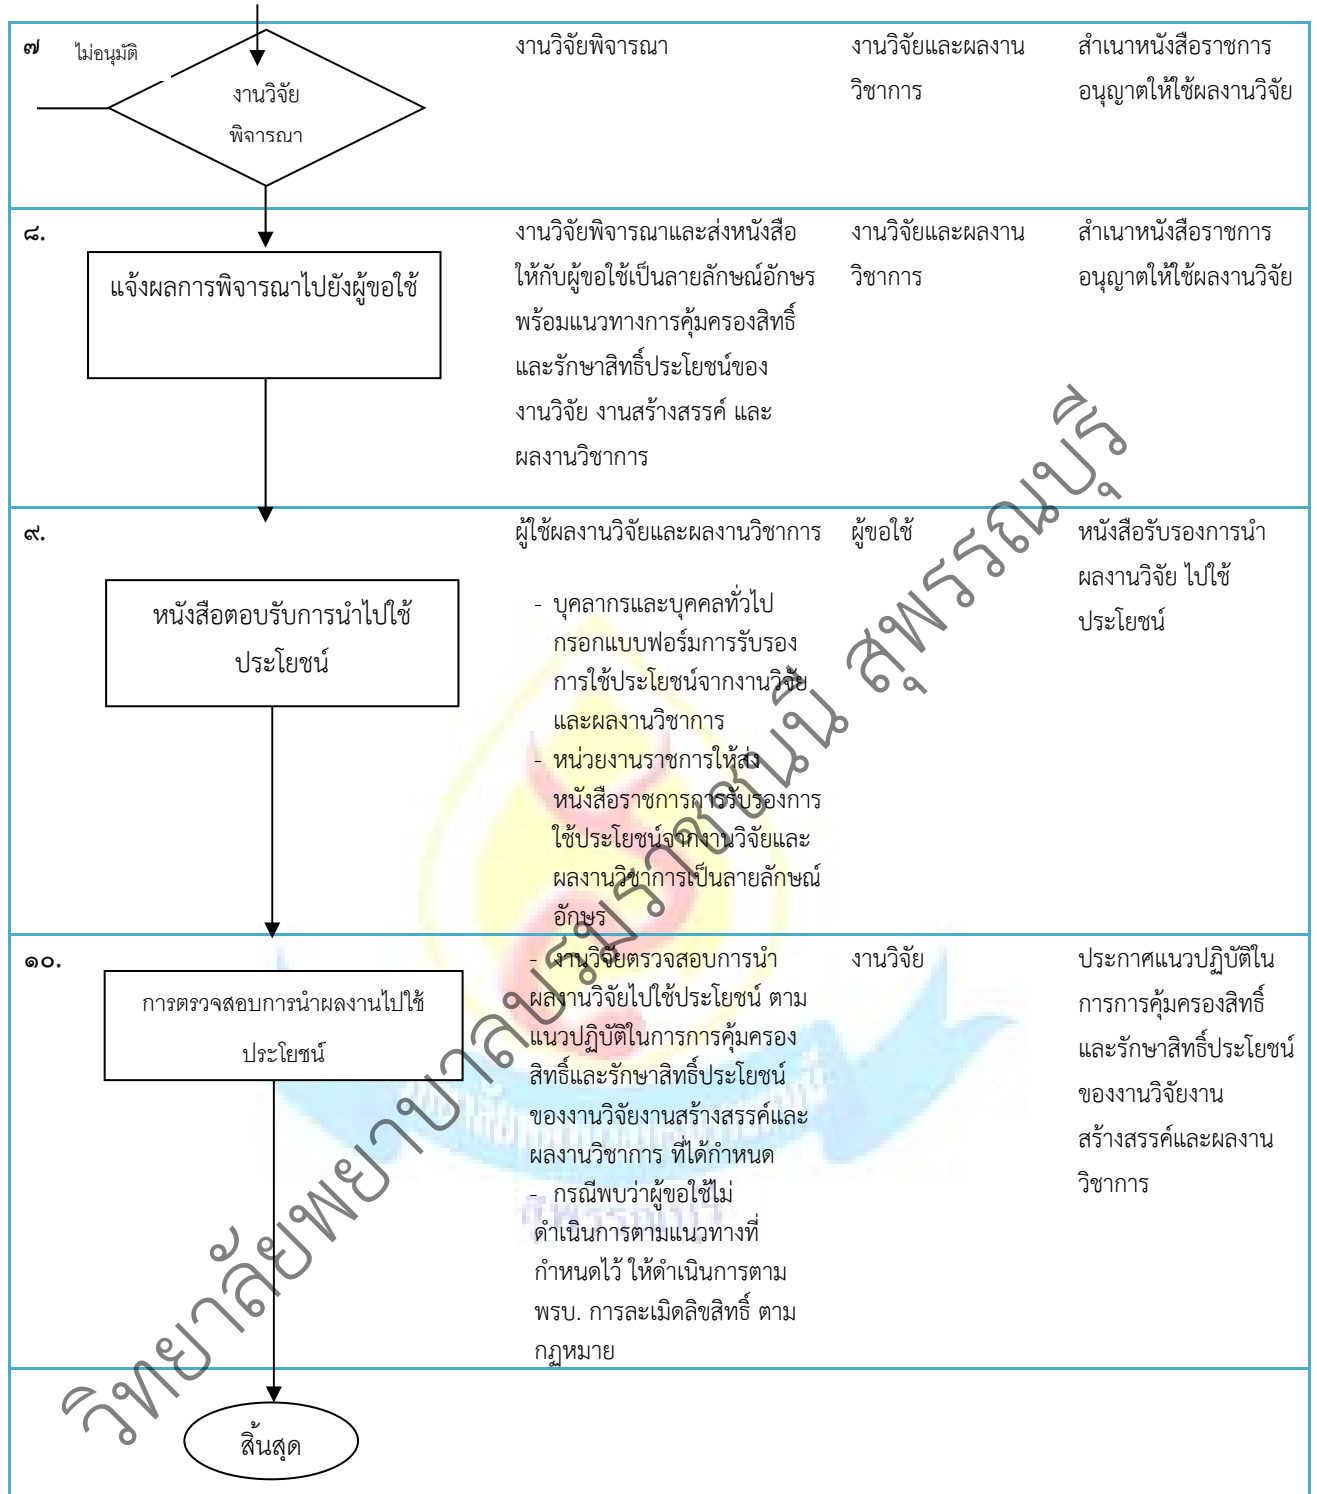 ๗
ไม่อนุมัติ
งานวิจัย
พิจารณา
งานวิจัยพิจารณา
งานวิจัยและผลงาน
วิชาการ
สำเนาหนังสือราชการ
อนุญาตให้ใช้ผลงานวิจัย
๘.
แจ้งผลการพิจารณาไปยังผู้ขอใช้
งานวิจัยพิจารณาและส่งหนังสือ
ให้กับผู้ขอใช้เป็นลายลักษณ์อักษร
พร้อมแนวทางการคุ้มครองสิทธิ์
และรักษาสิทธิ์ประโยชน์ของ
งานวิจัย งานสร้างสรรค์ และ
ผลงานวิชาการ
งานวิจัยและผลงาน
วิชาการ
สำเนาหนังสือราชการ
อนุญาตให้ใช้ผลงานวิจัย
๙.
หนังสือตอบรับการนำไปใช้
ประโยชน์
ผู้ใช้ผลงานวิจัยและผลงานวิชาการ
- บุคลากรและบุคคลทั่วไป
กรอกแบบฟอร์มการรับรอง
การใช้ประโยชน์จากงานวิจัย
และผลงานวิชาการ
- หน่วยงานราชการให้ส่ง
หนังสือราชการการรับรองการ
ใช้ประโยชน์จากงานวิจัยและ
ผลงานวิชาการเป็นลายลักษณ์
อักษร
ผู้ขอใช้
หนังสือรับรองการนำ
ผลงานวิจัย ไปใช้
ประโยชน์
๑๐.
การตรวจสอบการนำผลงานไปใช้
ประโยชน์
- งานวิจัยตรวจสอบการนำ
ผลงานวิจัยไปใช้ประโยชน์ ตาม
แนวปฏิบัติในการการคุ้มครอง
สิทธิ์และรักษาสิทธิ์ประโยชน์
ของงานวิจัยงานสร้างสรรค์และ
ผลงานวิชาการ ที่ได้กำหนด
- กรณีพบว่าผู้ขอใช้ไม่
ดำเนินการตามแนวทางที่
กำหนดไว้ ให้ดำเนินการตาม
พรบ. การละเมิดลิขสิทธิ์ ตาม
กฎหมาย
งานวิจัย
ประกาศแนวปฏิบัติใน
การการคุ้มครองสิทธิ์
และรักษาสิทธิ์ประโยชน์
ของงานวิจัยงาน
สร้างสรรค์และผลงาน
วิชาการ
สิ้นสุด
วิทยาลัยพยาบาลบรมราชชนนี สุพรรณบุรี
สุพรรณบุรี